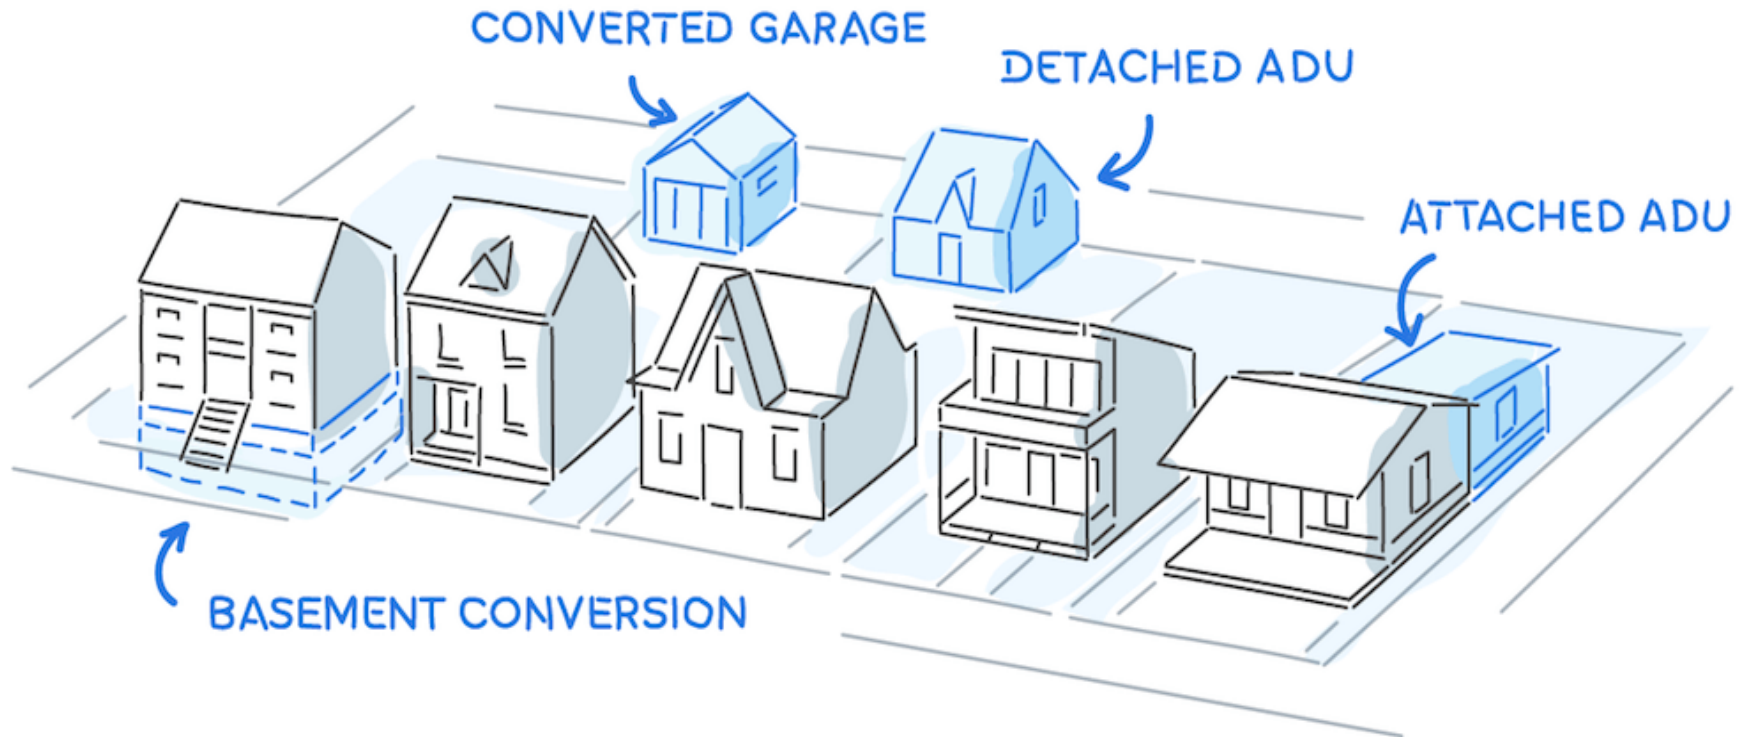 CONVERTED GARAGE
DETACHED ADU
ATTACHED ADU
BASEMENT CONVERSION